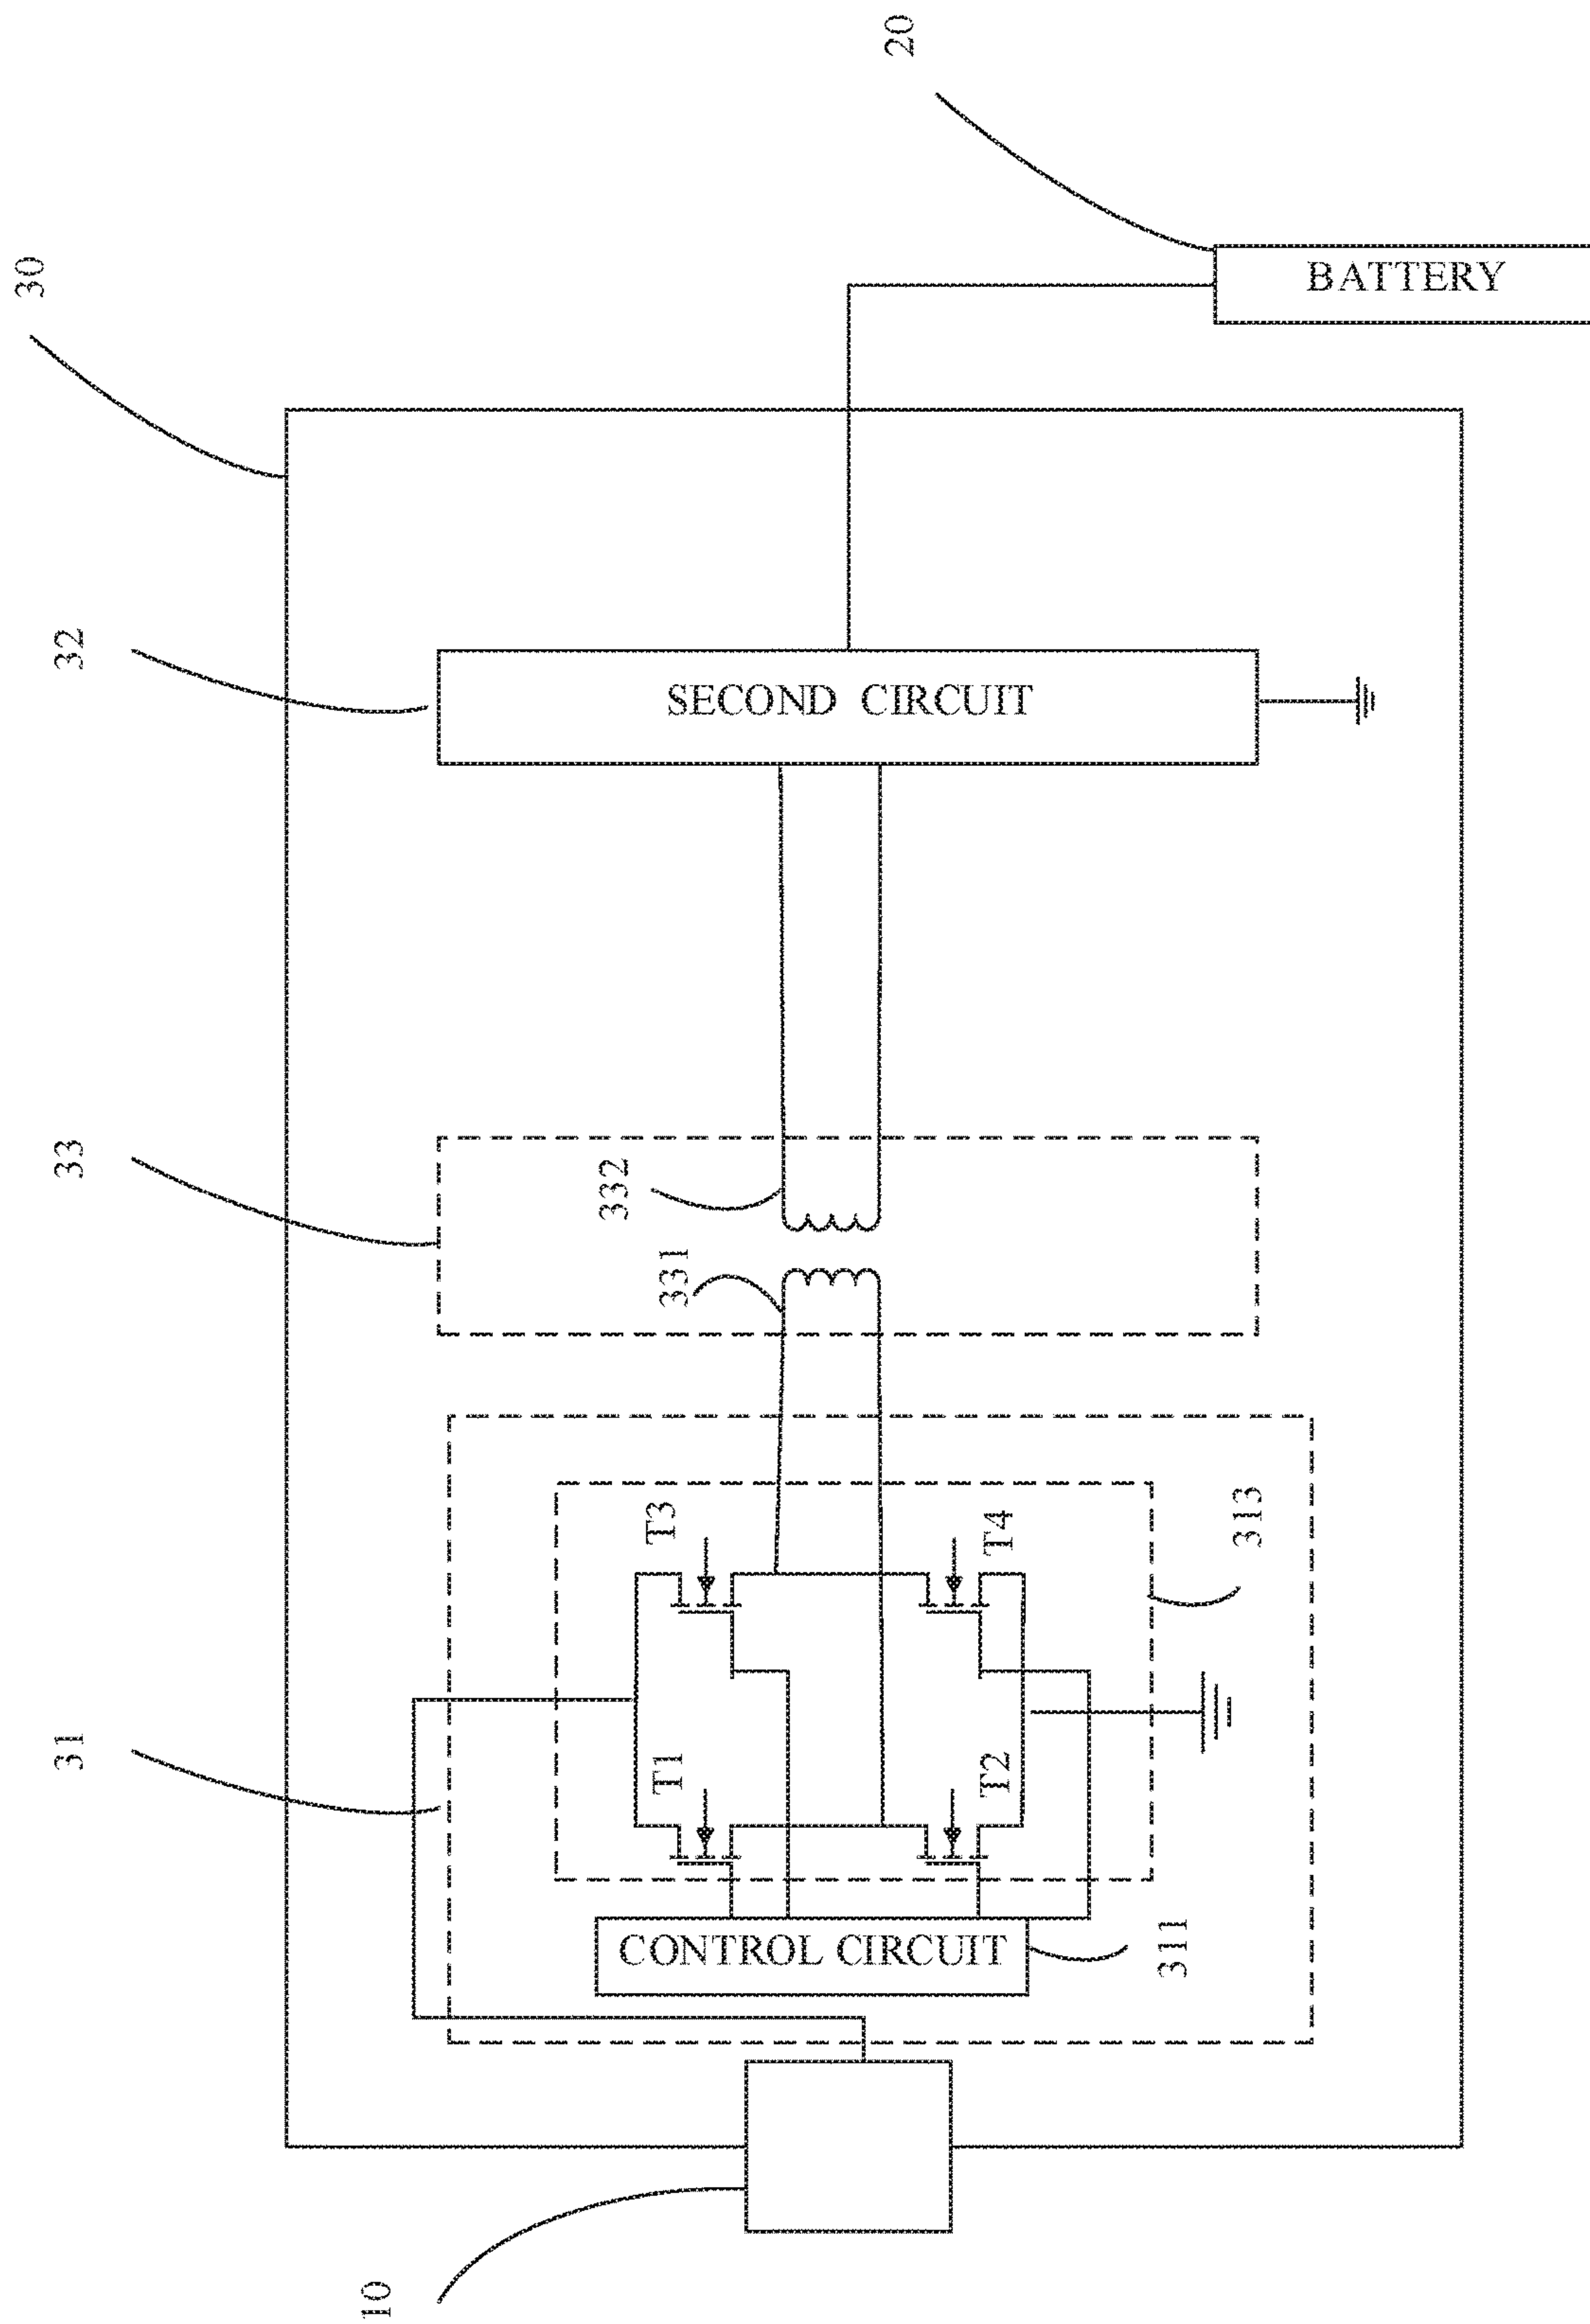 20
30
BATTERY
32
SECOND CIRCUIT
33
332
331
T3
T4
313
31
T1
T2
CONTROL CIRCUIT
311
10